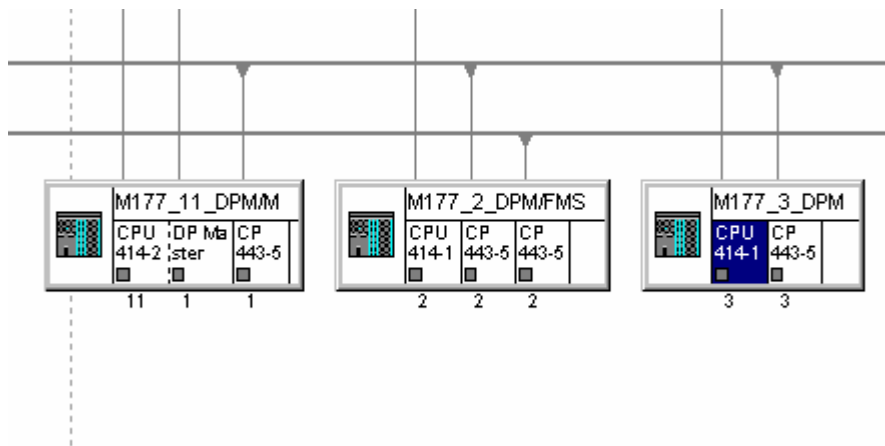 M177_11_DPM/M
CPU 414-2
DP Ma
ster
CP
443-5
11
1
1
M177_2_DPM/FMS
CPU
414-1
CP
443-5
CP
443-5
2
2
2
M177_3_DPM
CPU
414-1
CP
443-5
3
3